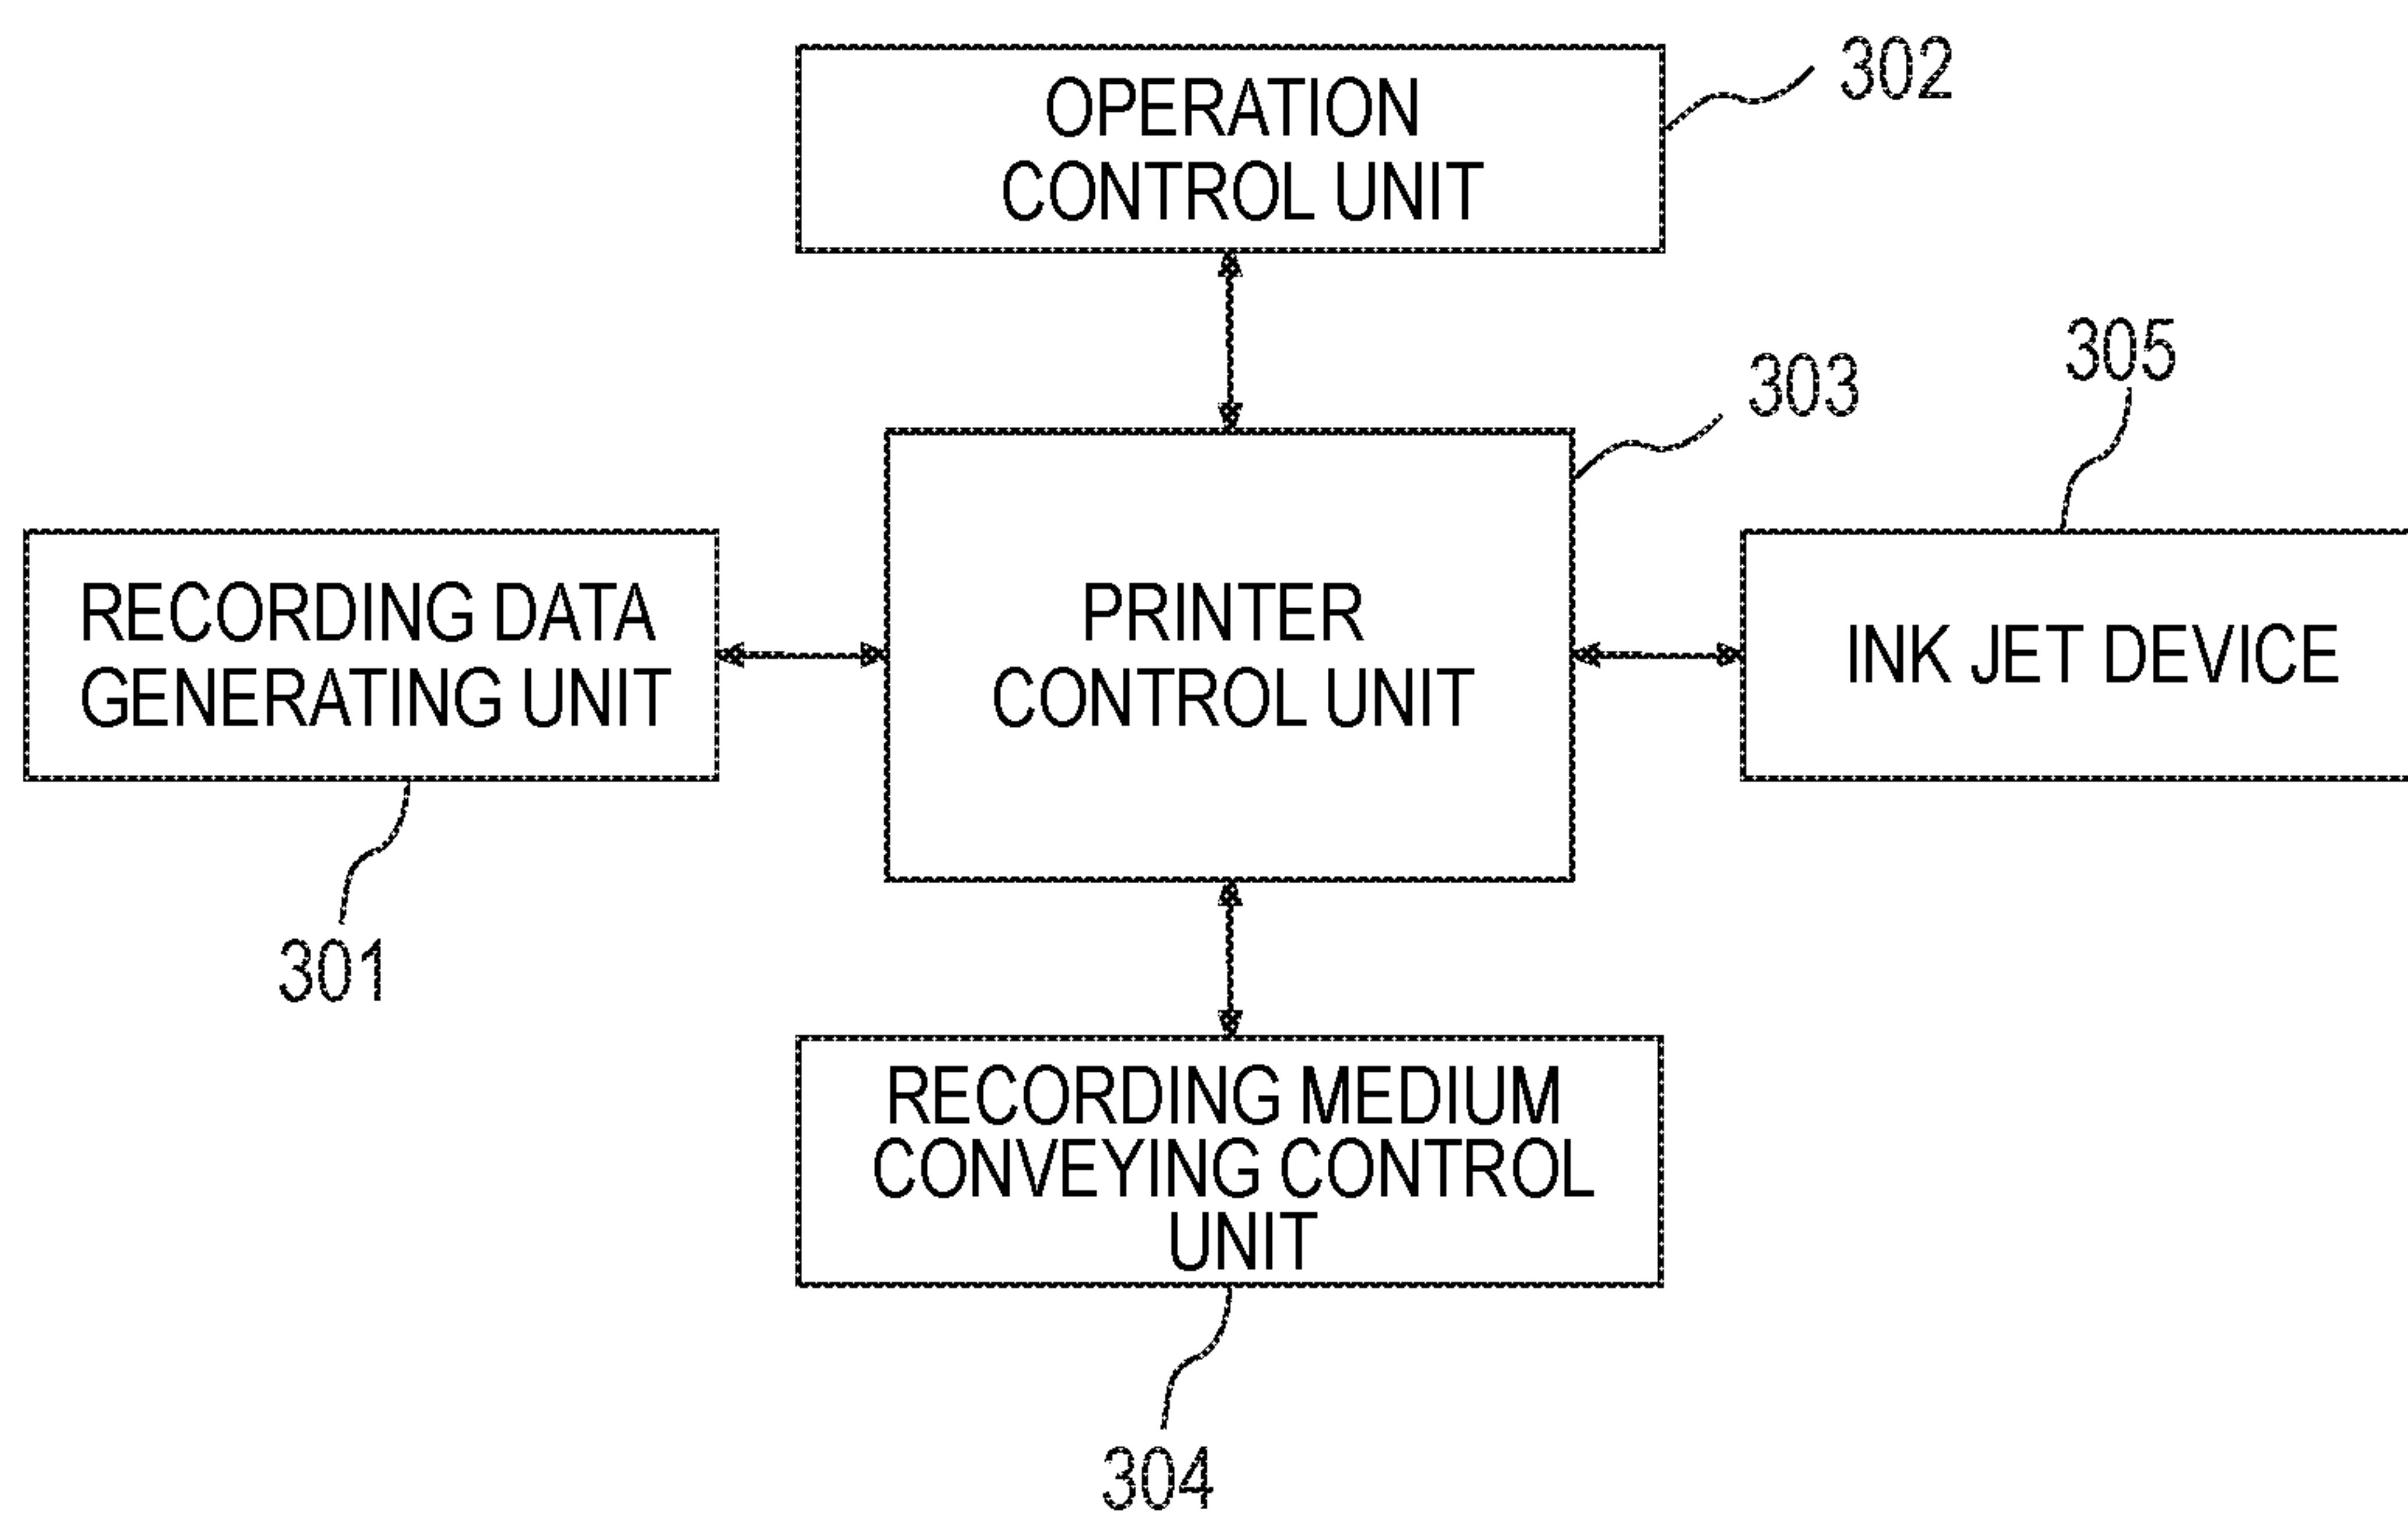 OPERATION
CONTROL UNIT
302
303
305
RECORDING DATA
GENERATING UNIT
PRINTER
CONTROL UNIT
INK JET DEVICE
301
RECORDING MEDIUM
CONVEYING CONTROL
UNIT
304